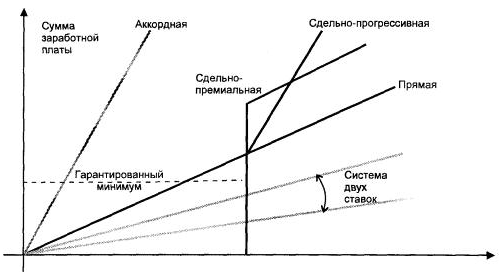 Сумма
заработной
платы
Аккордная
Сдельно-прогрессивная
Сдельно-
премиальная
Прямая
Гарантированный
минимум
Система
двух
ставок